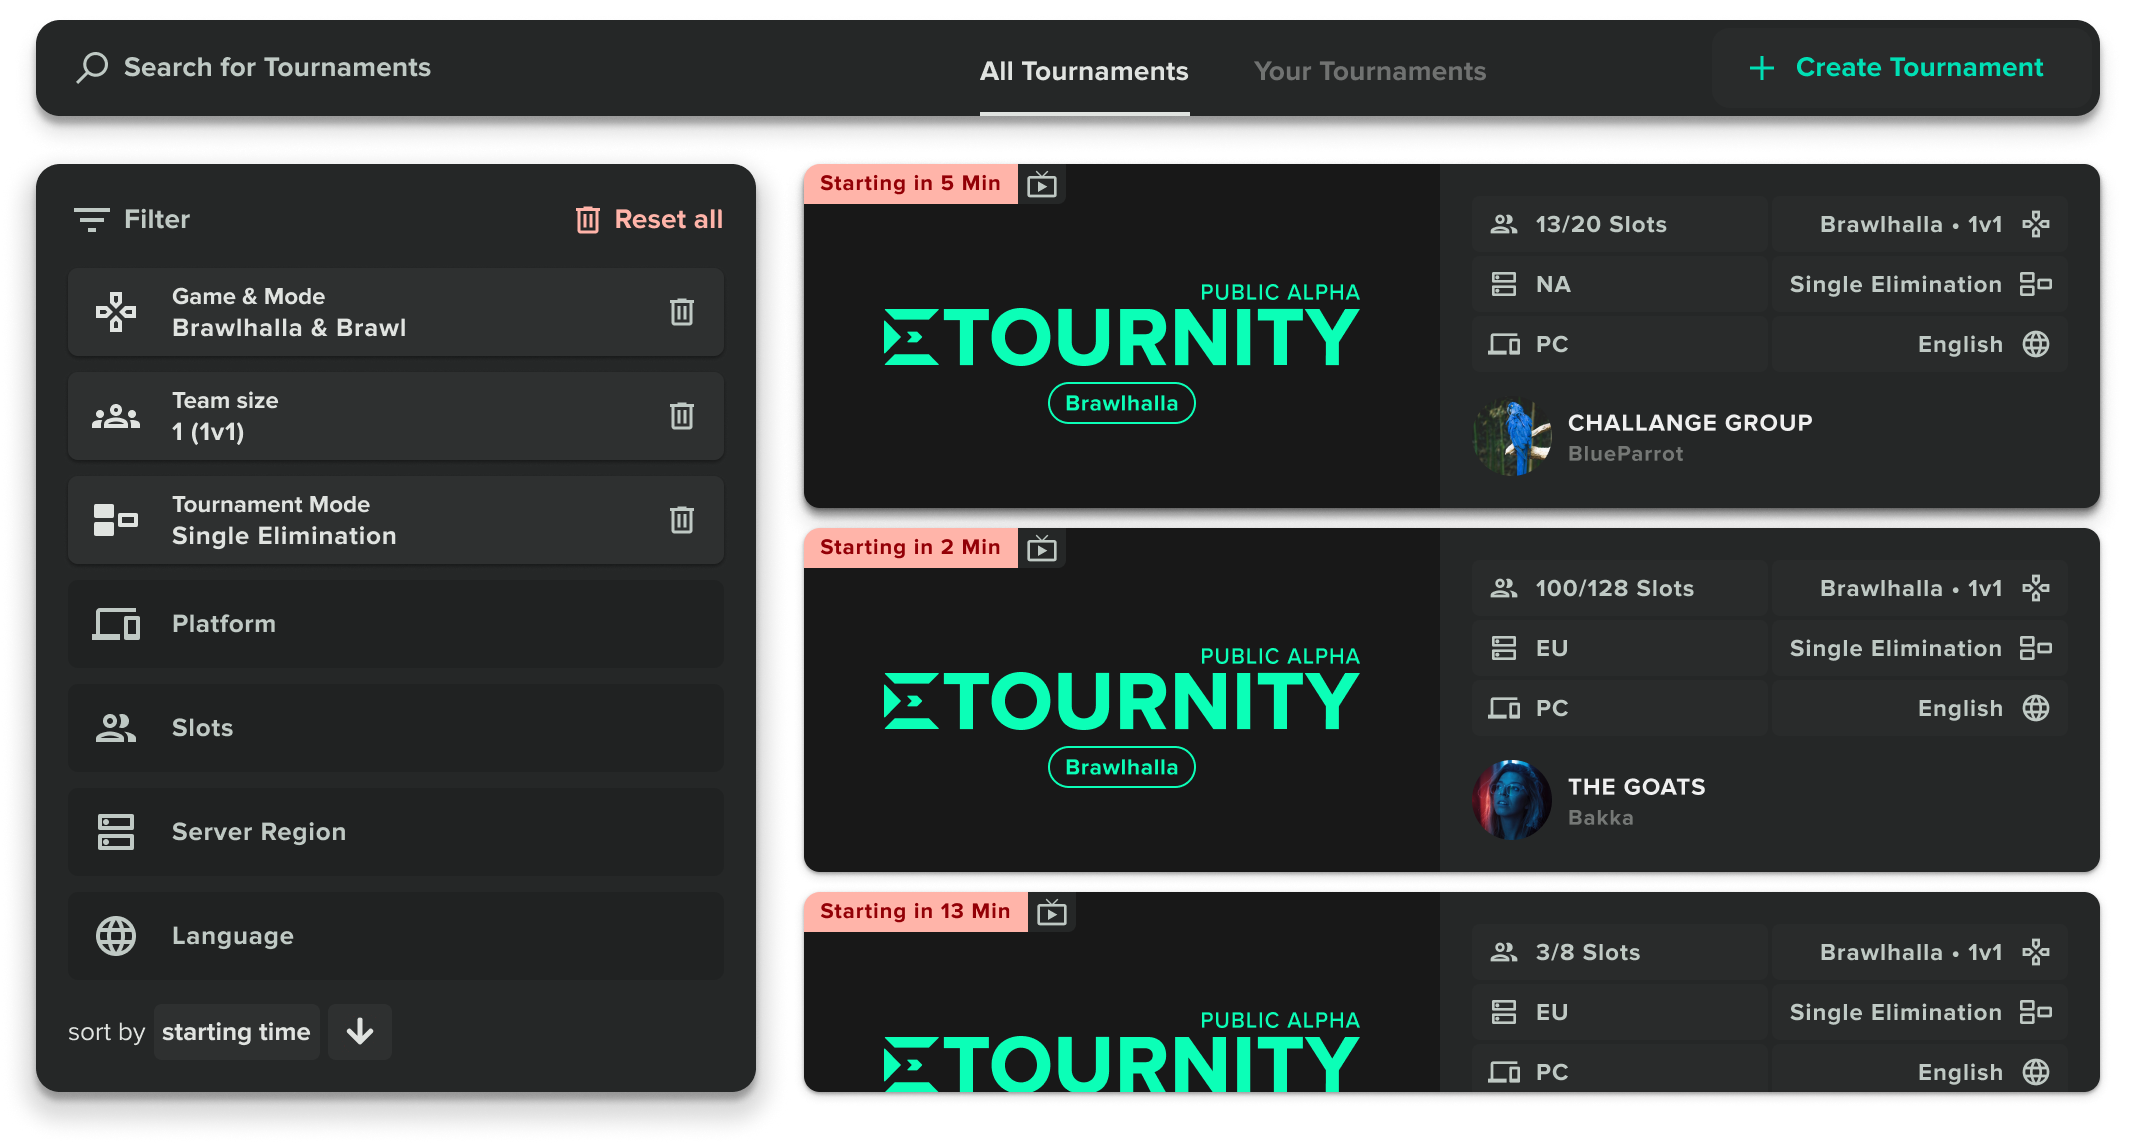 Search for Tournaments
All Tournaments
Your Tournaments
Create Tournament
Filter
Reset all
Game & Mode
Brawlhalla & Brawl
Team size
1 (1v1)
Tournament Mode
Single Elimination
Platform
Slots
Server Region
Language
sort by starting time
Starting in 5 Min
PUBLIC ALPHA
ETOURNITY
Brawlhalla
13/20 Slots
Brawlhalla • 1v1
NA
Single Elimination
PC
English
CHALLANGE GROUP
BlueParrot
Starting in 2 Min
PUBLIC ALPHA
ETOURNITY
Brawlhalla
100/128 Slots
Brawlhalla • 1v1
EU
Single Elimination
PC
English
THE GOATS
Bakka
Starting in 13 Min
PUBLIC ALPHA
ETOURNITY
3/8 Slots
Brawlhalla • 1v1
EU
Single Elimination
PC
English